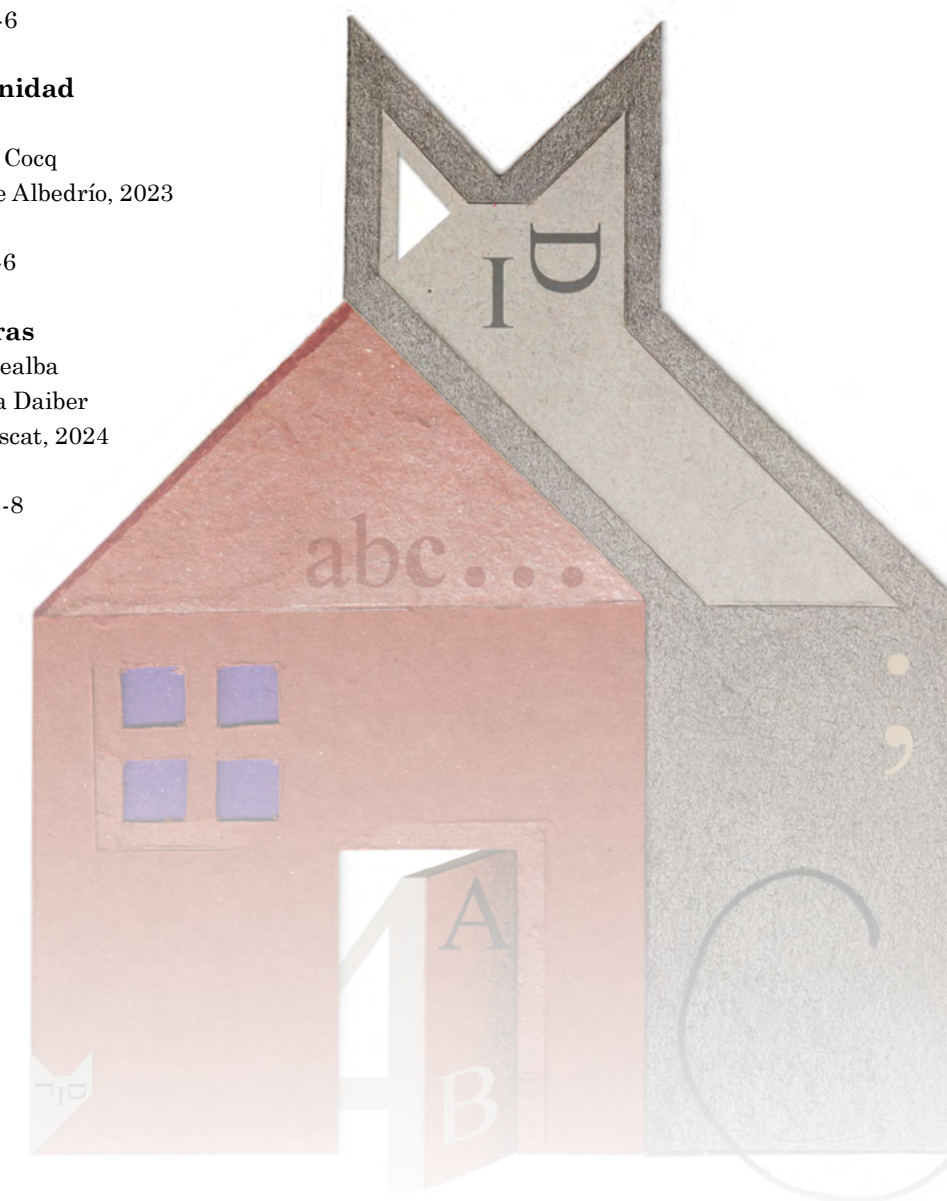 -6
nidad
Cocq
e Albedrío, 2023
-6
ras
ealba
a Daiber
scat, 2024
-8
I D
abc...
;
A
B
A
C